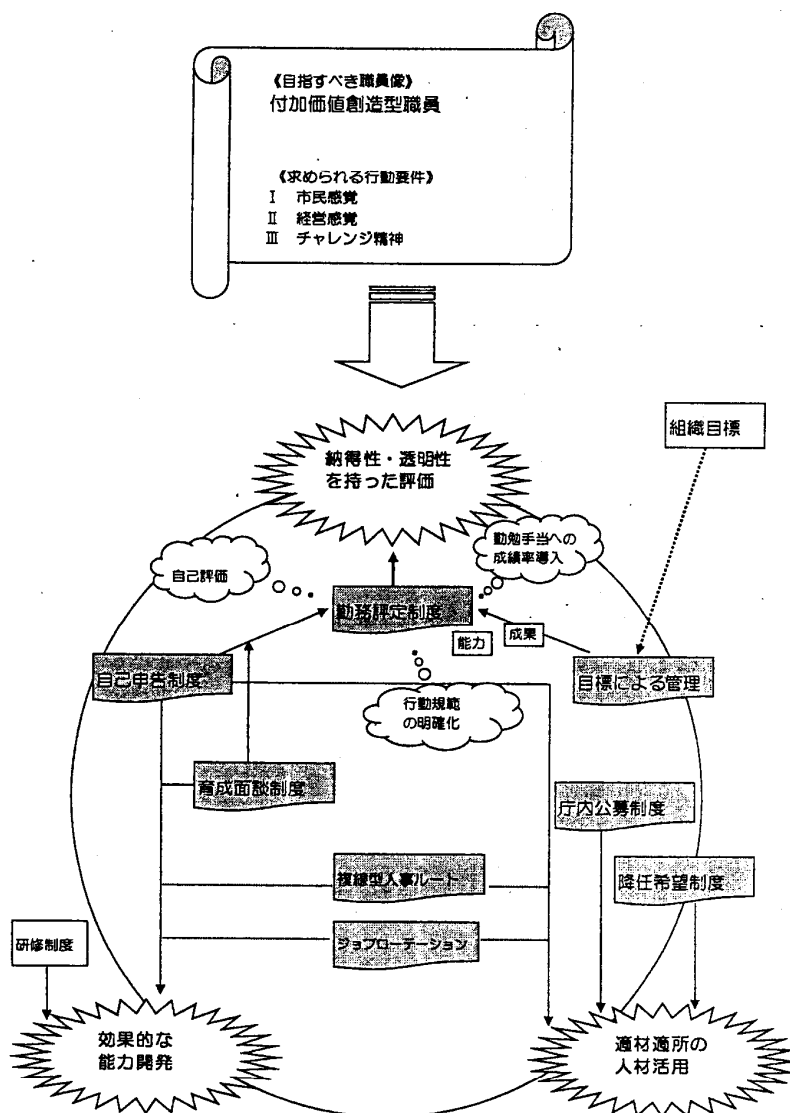 《目指すべき職員像》
付加価値創造型職員
《求められる行動要件》
Ⅰ 市民感覚
Ⅱ 経営感覚
Ⅲ チャレンジ精神
組織目標
納得性・透明性
を持った評価
自己評価
勤勉手当への
成績率導入
勤務評定制度
能力
成果
自己申告制度
目標による管理
行動規範
の明確化
育成面談制度
庁内公募制度
複線型人事ルート
降任希望制度
ジョブローテーション
研修制度
効果的な
能力開発
適材適所の
人材活用